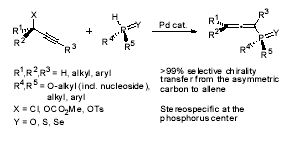 X
R¹
R²
R³
+
H
P=Y
R⁴
R⁵
Pd cat.
R¹
R²
R³
P=Y
R⁴
R⁵
R¹,R²,R³ = H, alkyl, aryl
R⁴,R⁵ = O-alkyl (ind. nucleoside),
alkyl, aryl
X = Cl, OCO₂Me, OTs
Y = O, S, Se
>99% selective chirality
transfer from the asymmetric
carbon to allene
Stereospecific at the
phosphorus center